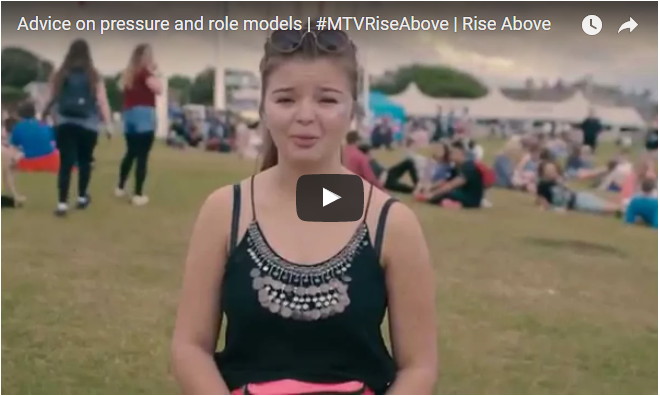 Advice on pressure and role models | #MTVRiseAbove | Rise Above